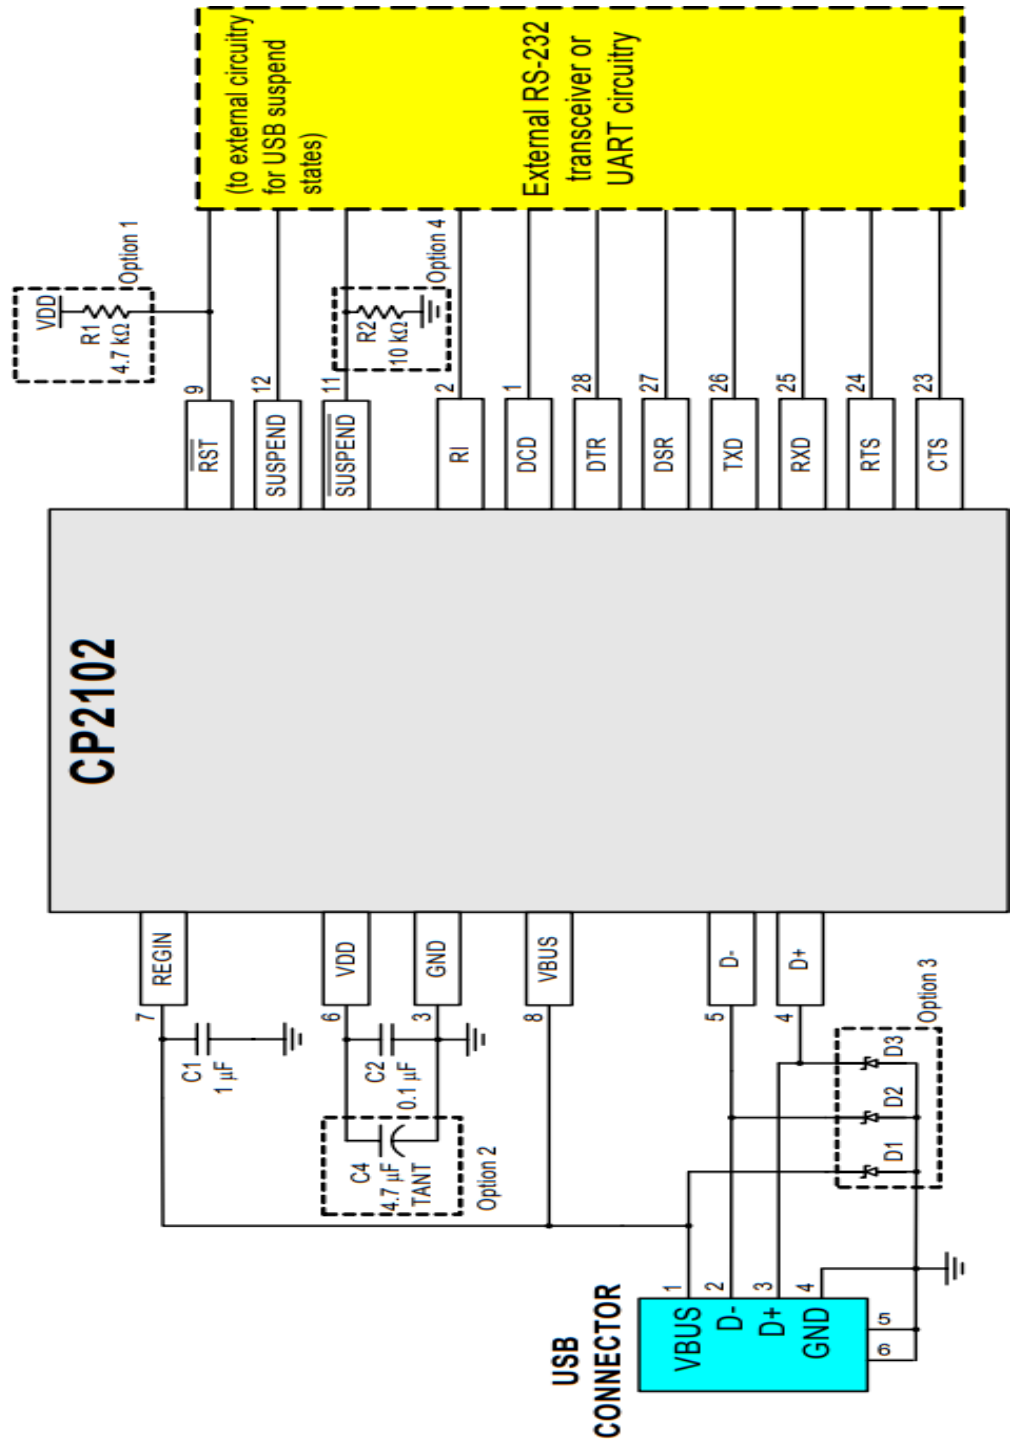 CP2102
USB
CONNECTOR
VBUS
D-
D+
GND
1
2
3
4
5
6
REGIN
7
C1
1 μF
VDD
6
GND
3
C2
0.1 μF
C4
4.7 μF
TANT
Option 2
VBUS
8
D-
5
D+
4
D1
D2
D3
Option 3
RST
9
VDD
R1
4.7 kΩ
Option 1
SUSPEND
12
SUSPEND
11
R2
10 kΩ
Option 4
RI
2
DCD
1
DTR
28
DSR
27
TXD
26
RXD
25
RTS
24
CTS
23
(to external circuitry
for USB suspend
states)
External RS-232
transceiver or
UART circuitry